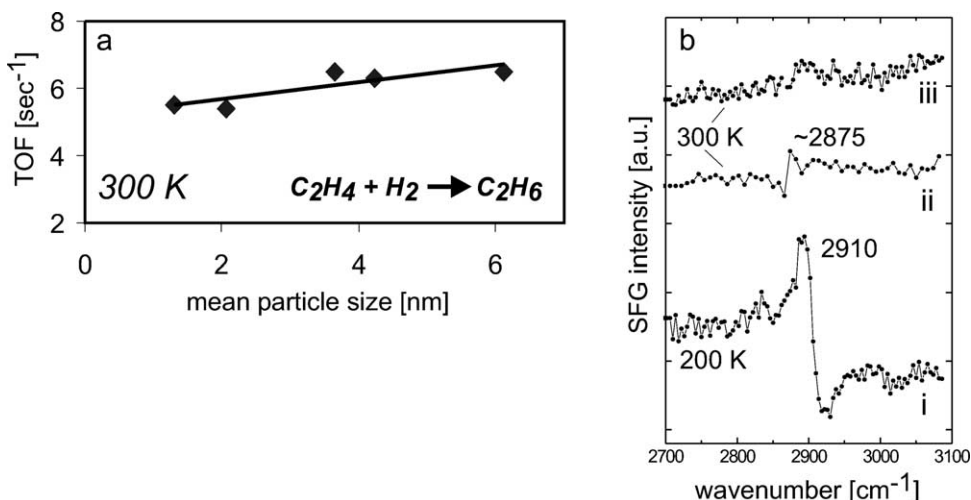 a
TOF [sec⁻¹]
8
6
4
2
300 K
C₂H₄ + H₂ → C₂H₆
0 2 4 6
mean particle size [nm]
b
SFG intensity [a.u.]
iii
300 K
~2875
ii
2910
200 K
i
2700 2800 2900 3000 3100
wavenumber [cm⁻¹]